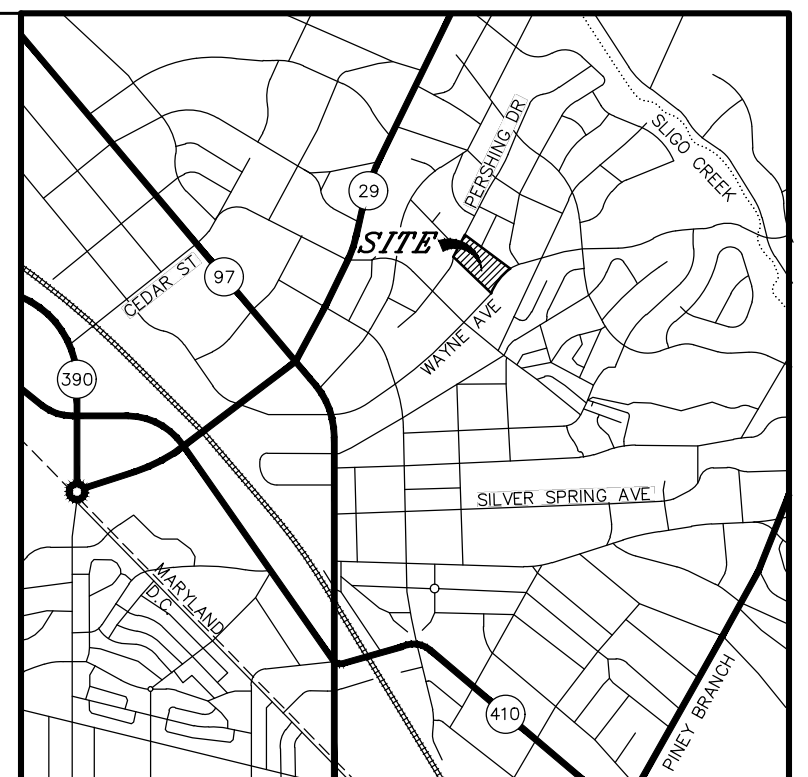 SLIGO CREEK
PERSHING DR
29
SITE
97
CEDAR ST
WAYNE AVE
390
SILVER SPRING AVE
MARYLAND
D.C.
PINEY BRANCH
410